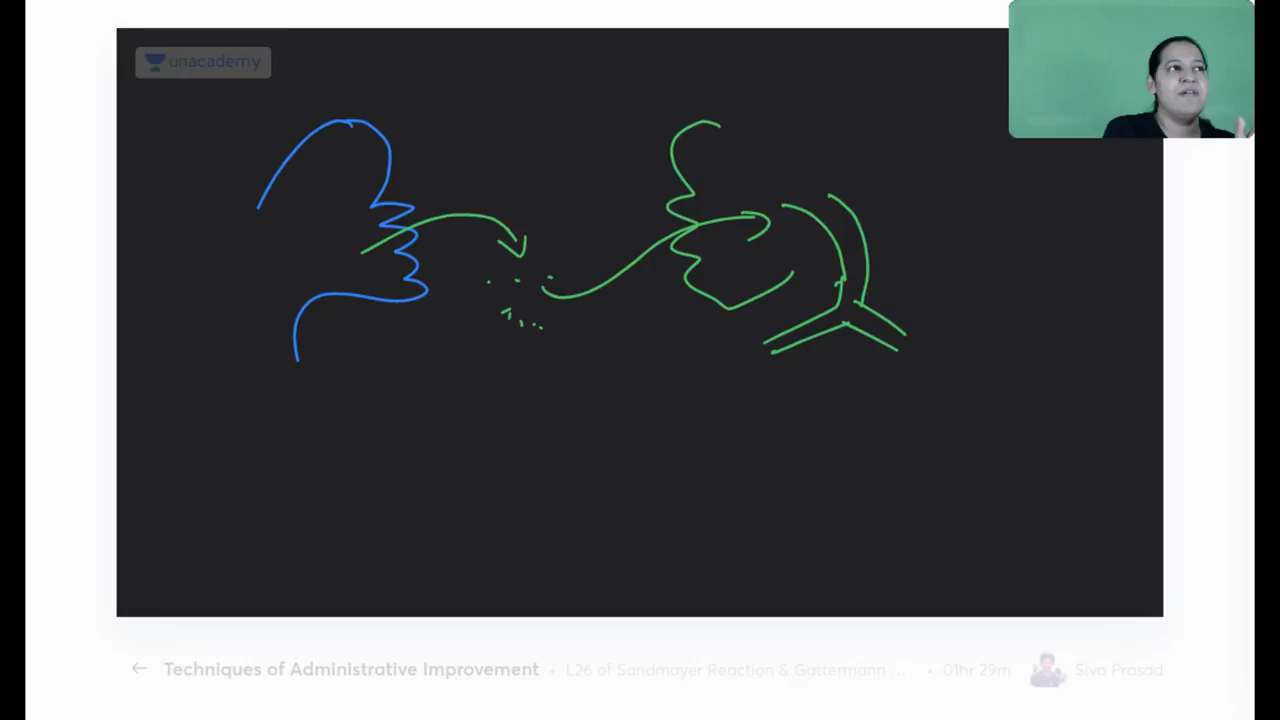 unacademy
Techniques of Administrative Improvement · L26 of Sandmayer Reaction & Gattermann ... · 01hr 29m Siva Prasad